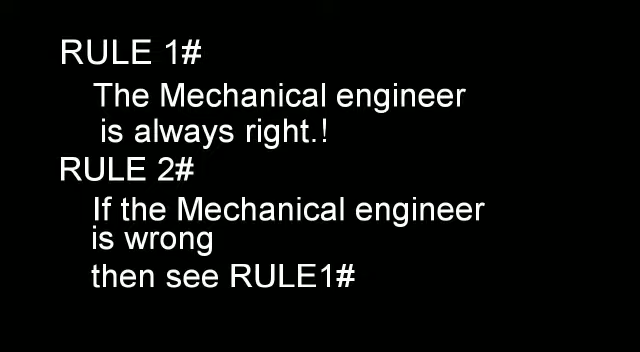 RULE 1#
The Mechanical engineer
is always right.!
RULE 2#
If the Mechanical engineer
is wrong
then see RULE1#